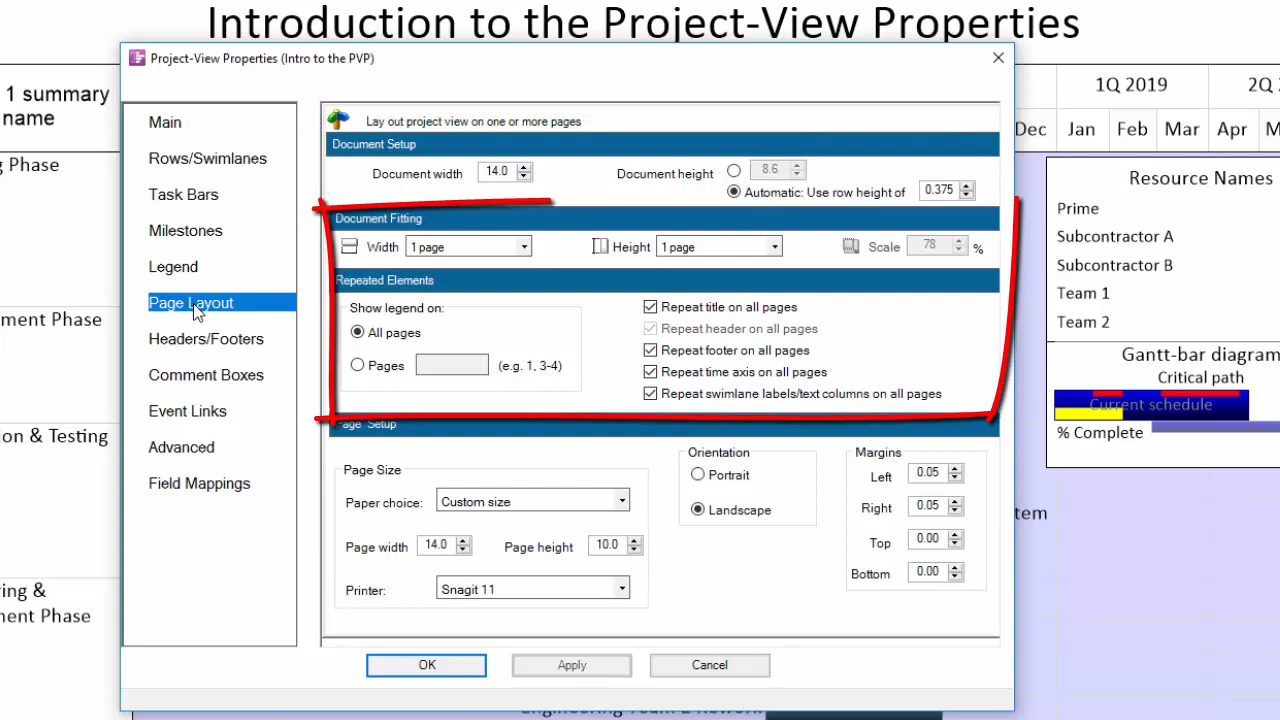 Introduction to the Project-View Properties
Project-View Properties (Intro to the PVP)
1 summary
name
g Phase
ment Phase
on & Testing
ring &
ment Phase
Main
Rows/Swimlanes
Task Bars
Milestones
Legend
Page Layout
Headers/Footers
Comment Boxes
Event Links
Advanced
Field Mappings
Lay out project view on one or more pages
Document Setup
Document width 14.0 Document height 8.6
Automatic: Use row height of 0.375
Document Fitting
Width 1 page Height 1 page Scale 78 %
Repeated Elements
Show legend on:
All pages
Pages (e.g. 1, 3-4)
Repeat title on all pages
Repeat header on all pages
Repeat footer on all pages
Repeat time axis on all pages
Repeat swimlane labels/text columns on all pages
Page Setup
Page Size
Paper choice: Custom size
Page width 14.0 Page height 10.0
Printer: Snagit 11
Orientation
Portrait
Landscape
Margins
Left 0.05
Right 0.05
Top 0.00
Bottom 0.00
OK Apply Cancel
1Q 2019 2Q 2
Dec Jan Feb Mar Apr M
Resource Names
Prime
Subcontractor A
Subcontractor B
Team 1
Team 2
Gantt-bar diagram
Critical path
Current schedule
% Complete
tem
Engineering Team 2 Rework